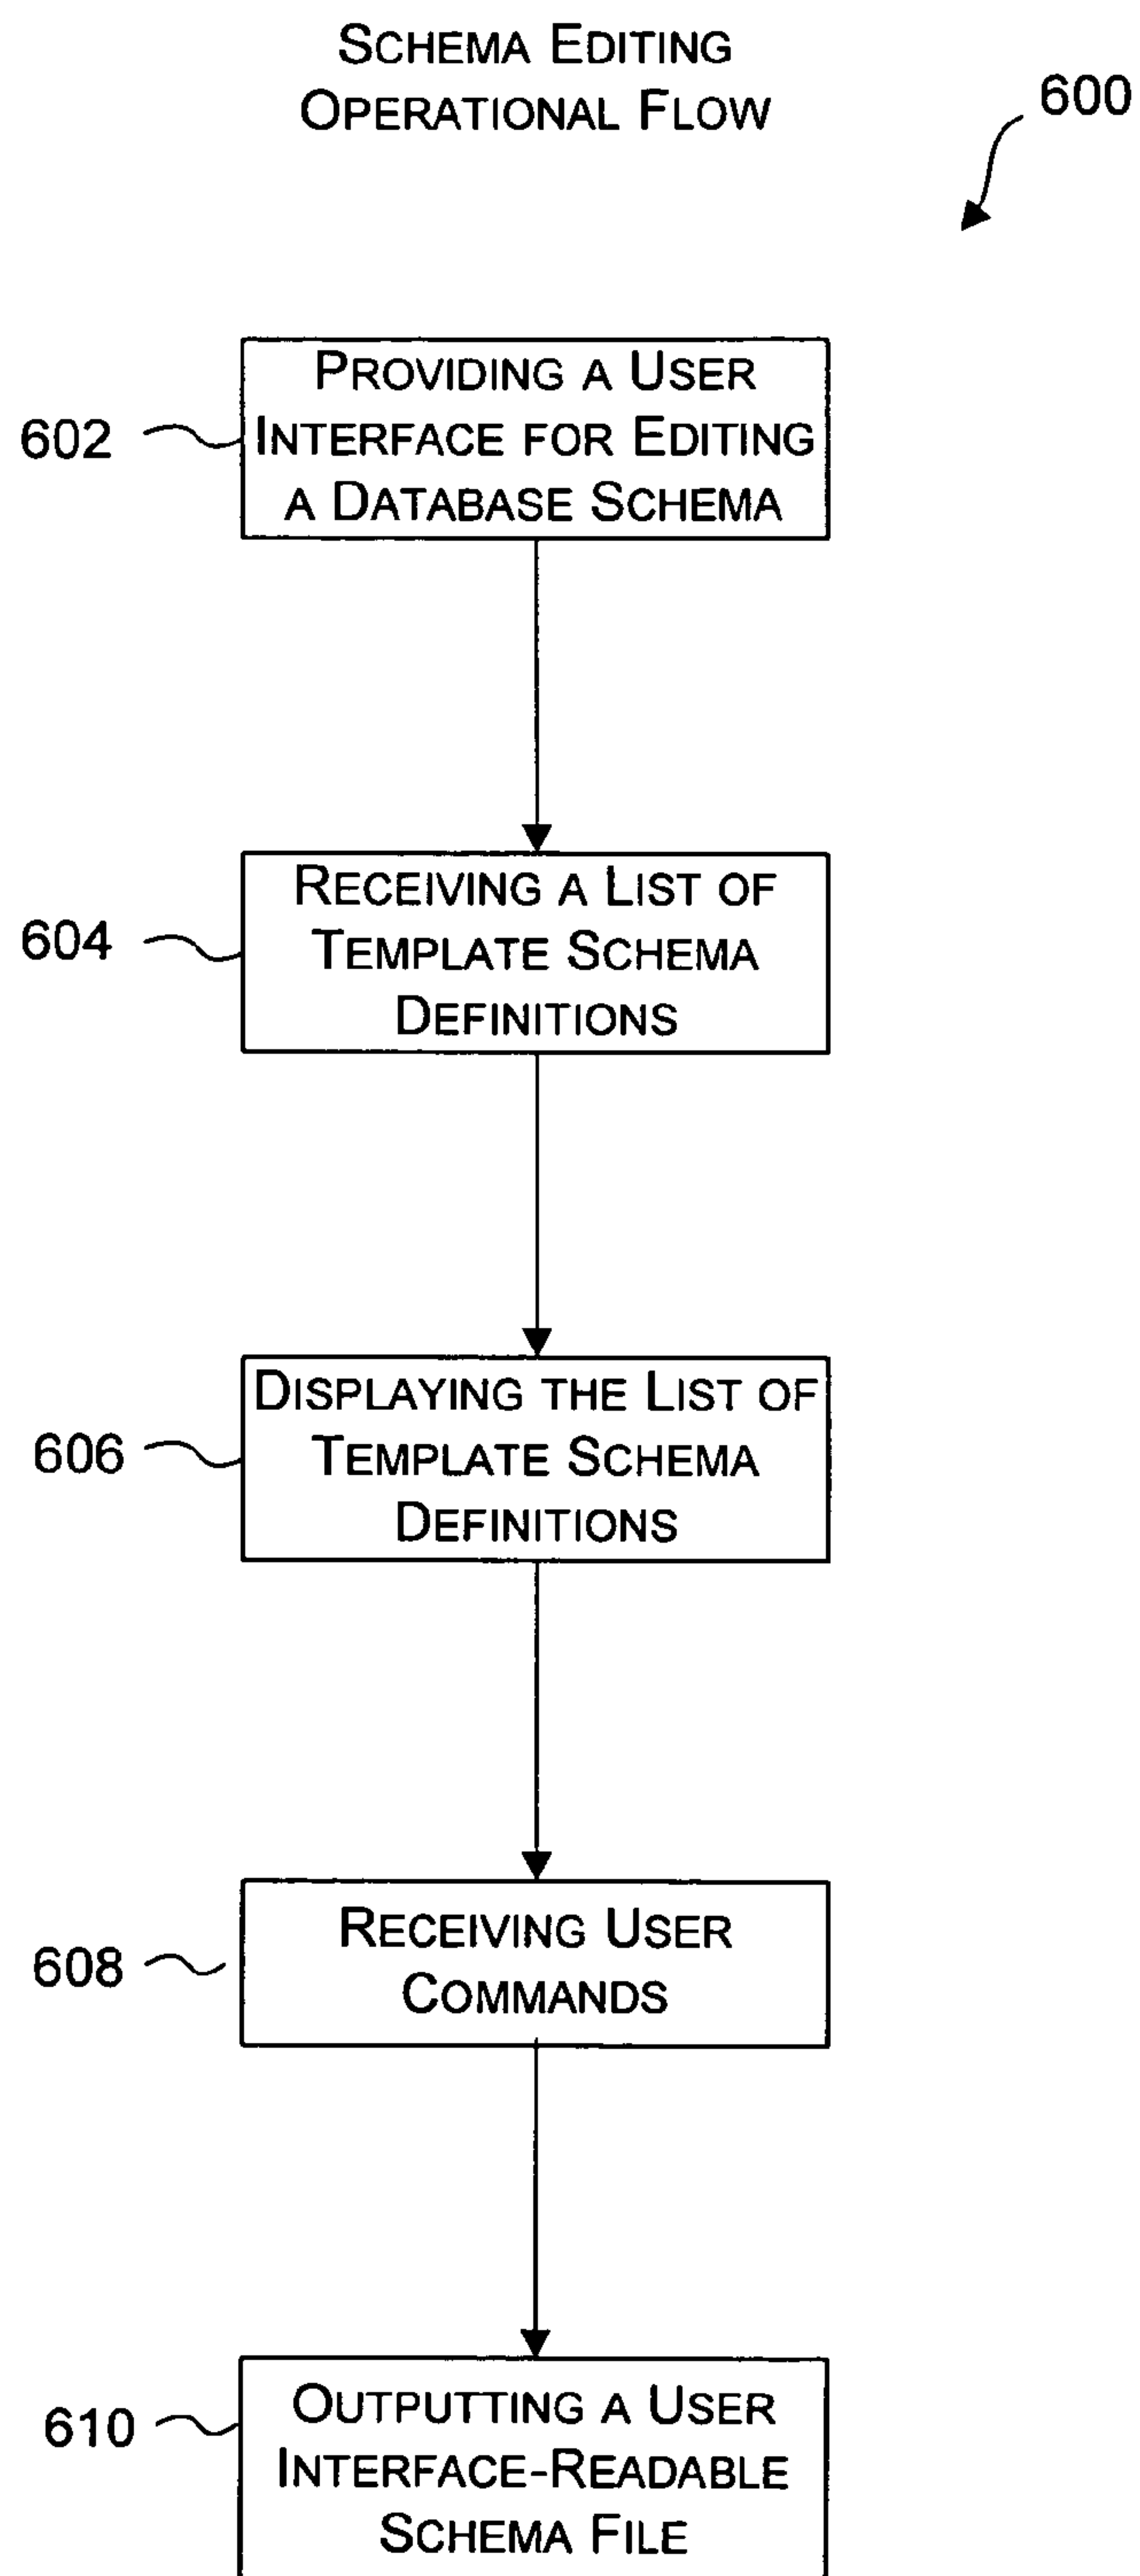 SCHEMA EDITING
OPERATIONAL FLOW
600
602
PROVIDING A USER
INTERFACE FOR EDITING
A DATABASE SCHEMA
604
RECEIVING A LIST OF
TEMPLATE SCHEMA
DEFINITIONS
606
DISPLAYING THE LIST OF
TEMPLATE SCHEMA
DEFINITIONS
608
RECEIVING USER
COMMANDS
610
OUTPUTTING A USER
INTERFACE-READABLE
SCHEMA FILE